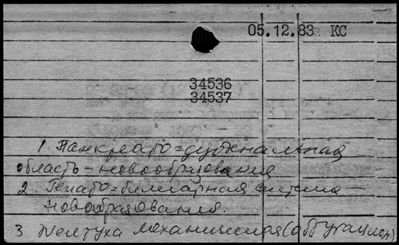 05.12.83 КС
34536
34537
1. Панкреато=дуоденальная
область – новообразования
2. Гепато=билиарная система –
новообразования.
3 Желтуха механическая (обтурацион)